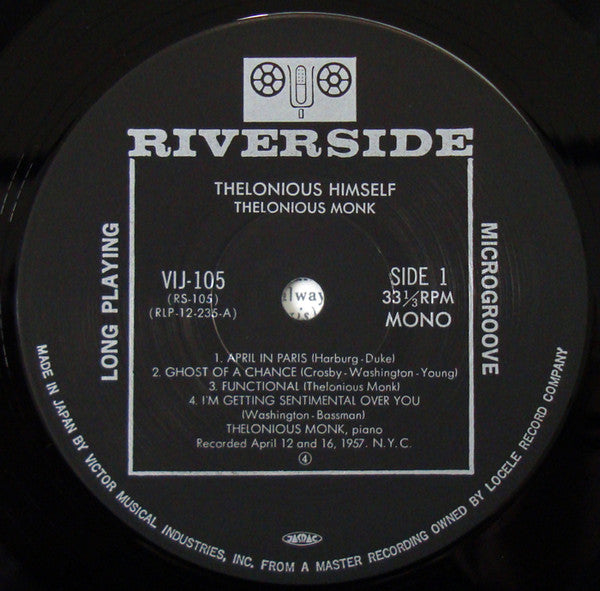 RIVERSIDE
THELONIOUS HIMSELF
THELONIOUS MONK
LONG PLAYING
MICROGROOVE
VIJ-105
(RS-105)
(RLP-12-235-A)
SIDE 1
33⅓RPM
MONO
lway
is)
1. APRIL IN PARIS (Harburg-Duke)
2. GHOST OF A CHANCE (Crosby-Washington-Young)
3. FUNCTIONAL (Thelonious Monk)
4. I'M GETTING SENTIMENTAL OVER YOU
(Washington-Bassman)
THELONIOUS MONK, piano
Recorded April 12 and 16, 1957. N.Y.C.
④
JASRAC
MADE IN JAPAN BY VICTOR MUSICAL INDUSTRIES, INC. FROM A MASTER RECORDING OWNED BY LOCELE RECORD COMPANY